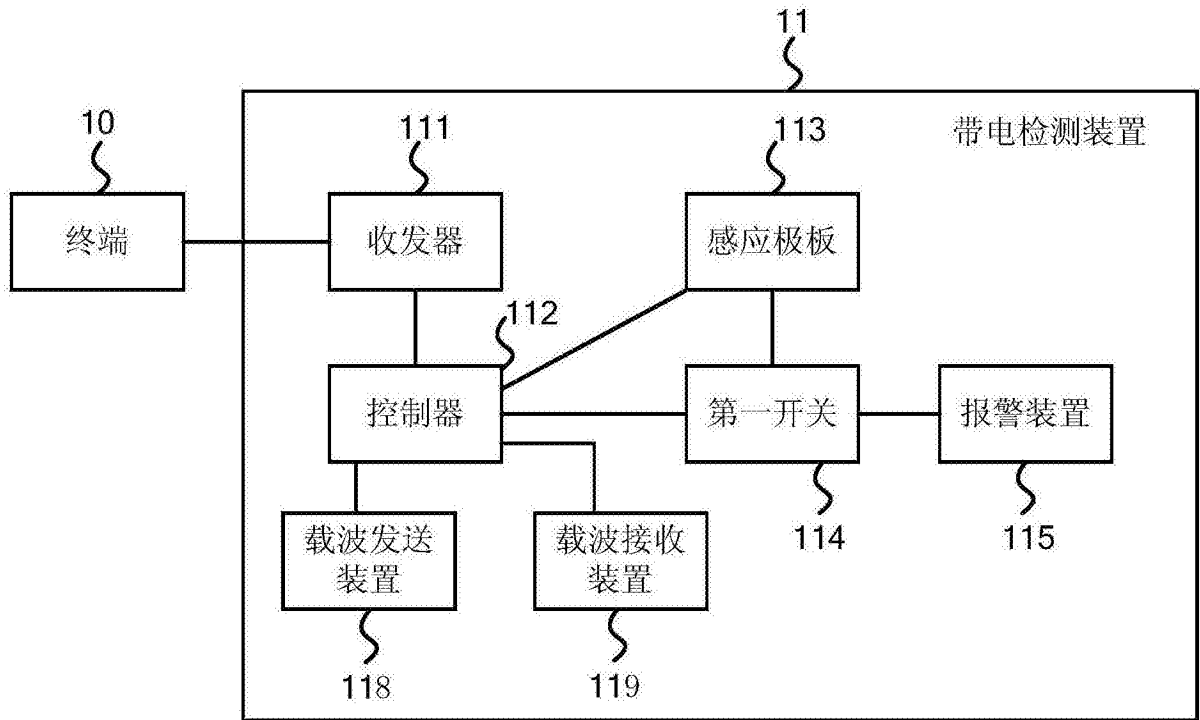 11
10
111
113
带电检测装置
终端
收发器
感应极板
112
控制器
第一开关
报警装置
114
115
载波发送
装置
载波接收
装置
118
119